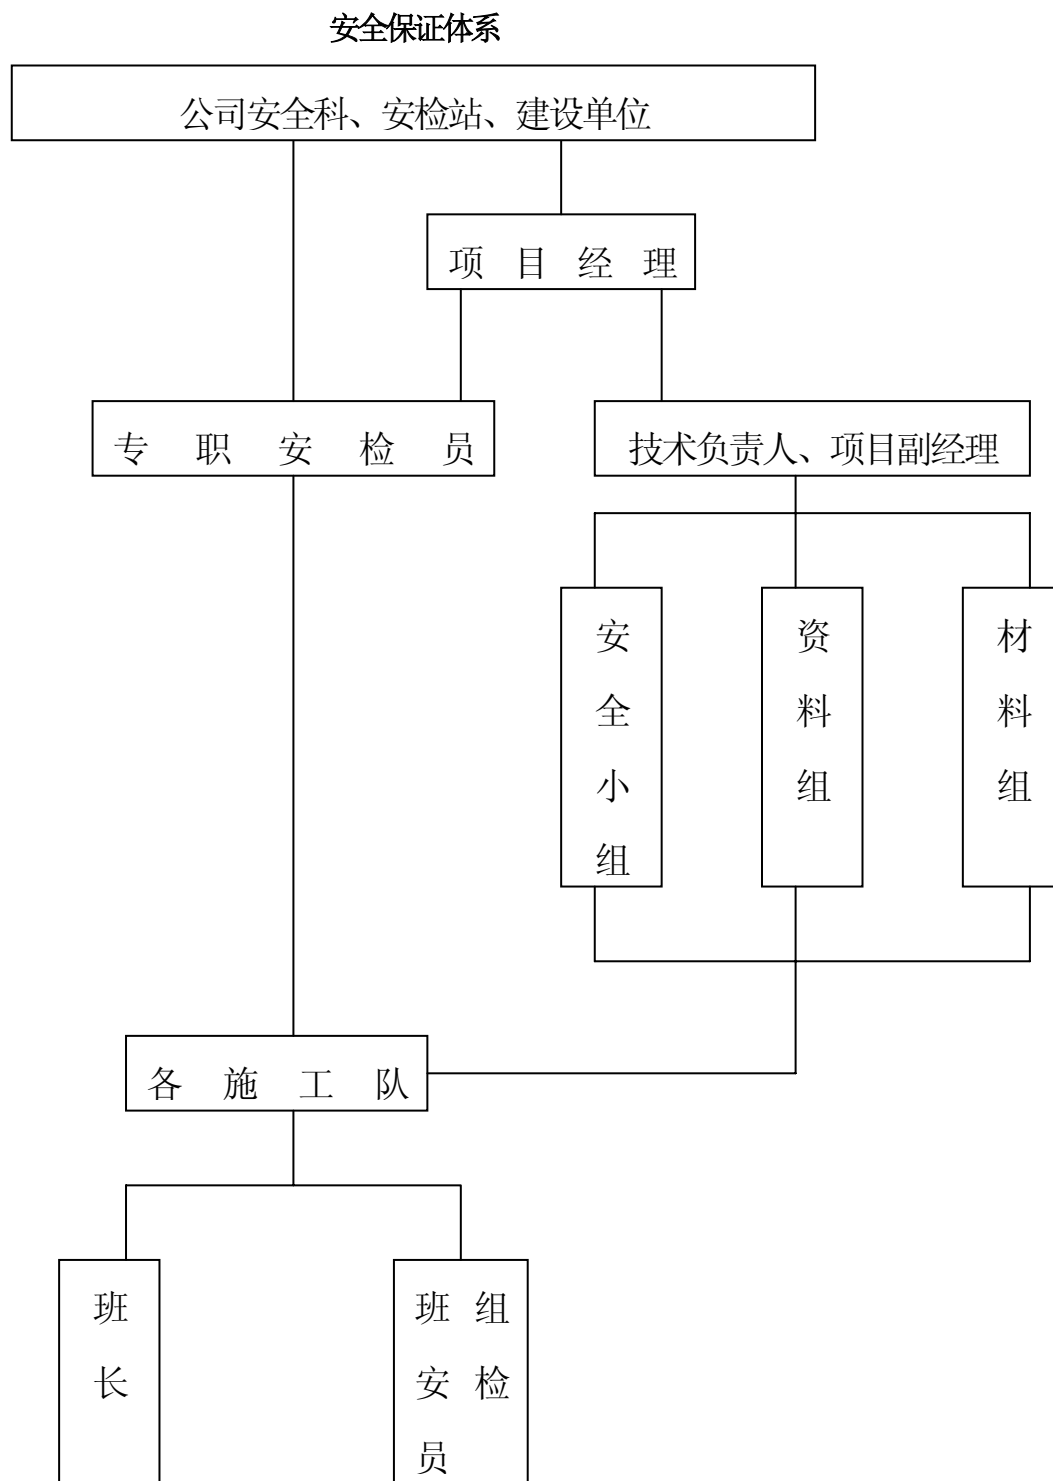 安全保证体系
公司安全科、安检站、建设单位
项目经理
专职安检员
技术负责人、项目副经理
安全小组
资料组
材料组
各施工队
班长
班组
安检
员